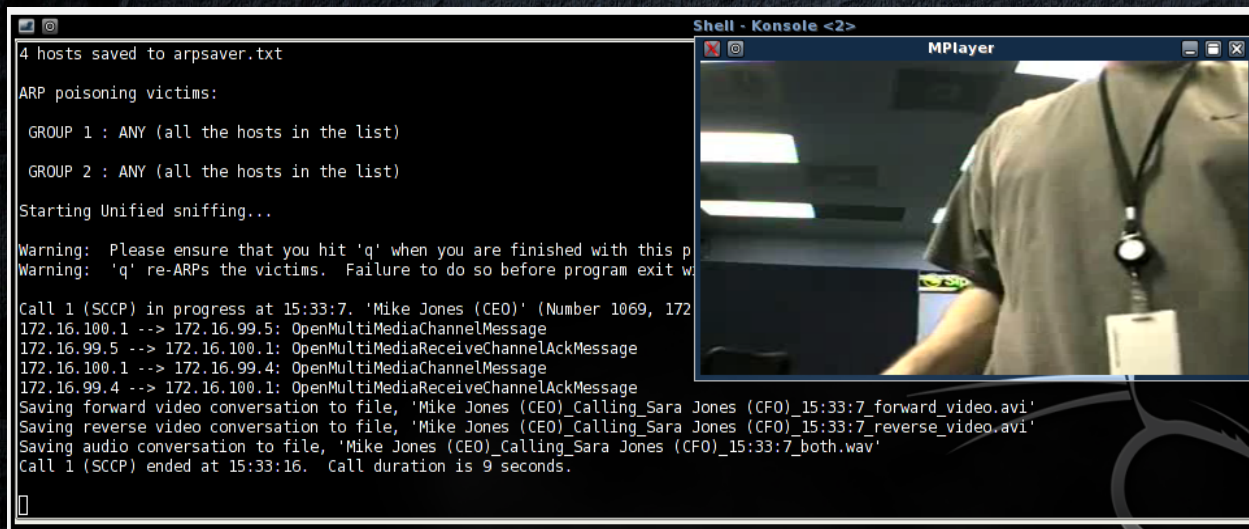 Shell - Konsole <2>
MPlayer
4 hosts saved to arpsaver.txt
ARP poisoning victims:
GROUP 1 : ANY (all the hosts in the list)
GROUP 2 : ANY (all the hosts in the list)
Starting Unified sniffing...
Warning:  Please ensure that you hit 'q' when you are finished with this p
Warning:  'q' re-ARPs the victims.  Failure to do so before program exit w
Call 1 (SCCP) in progress at 15:33:7. 'Mike Jones (CEO)' (Number 1069, 172
172.16.100.1 --> 172.16.99.5: OpenMultiMediaChannelMessage
172.16.99.5 --> 172.16.100.1: OpenMultiMediaReceiveChannelAckMessage
172.16.100.1 --> 172.16.99.4: OpenMultiMediaChannelMessage
172.16.99.4 --> 172.16.100.1: OpenMultiMediaReceiveChannelAckMessage
Saving forward video conversation to file, 'Mike Jones (CEO)_Calling_Sara Jones (CFO)_15:33:7_forward_video.avi'
Saving reverse video conversation to file, 'Mike Jones (CEO)_Calling_Sara Jones (CFO)_15:33:7_reverse_video.avi'
Saving audio conversation to file, 'Mike Jones (CEO)_Calling_Sara Jones (CFO)_15:33:7_both.wav'
Call 1 (SCCP) ended at 15:33:16.  Call duration is 9 seconds.